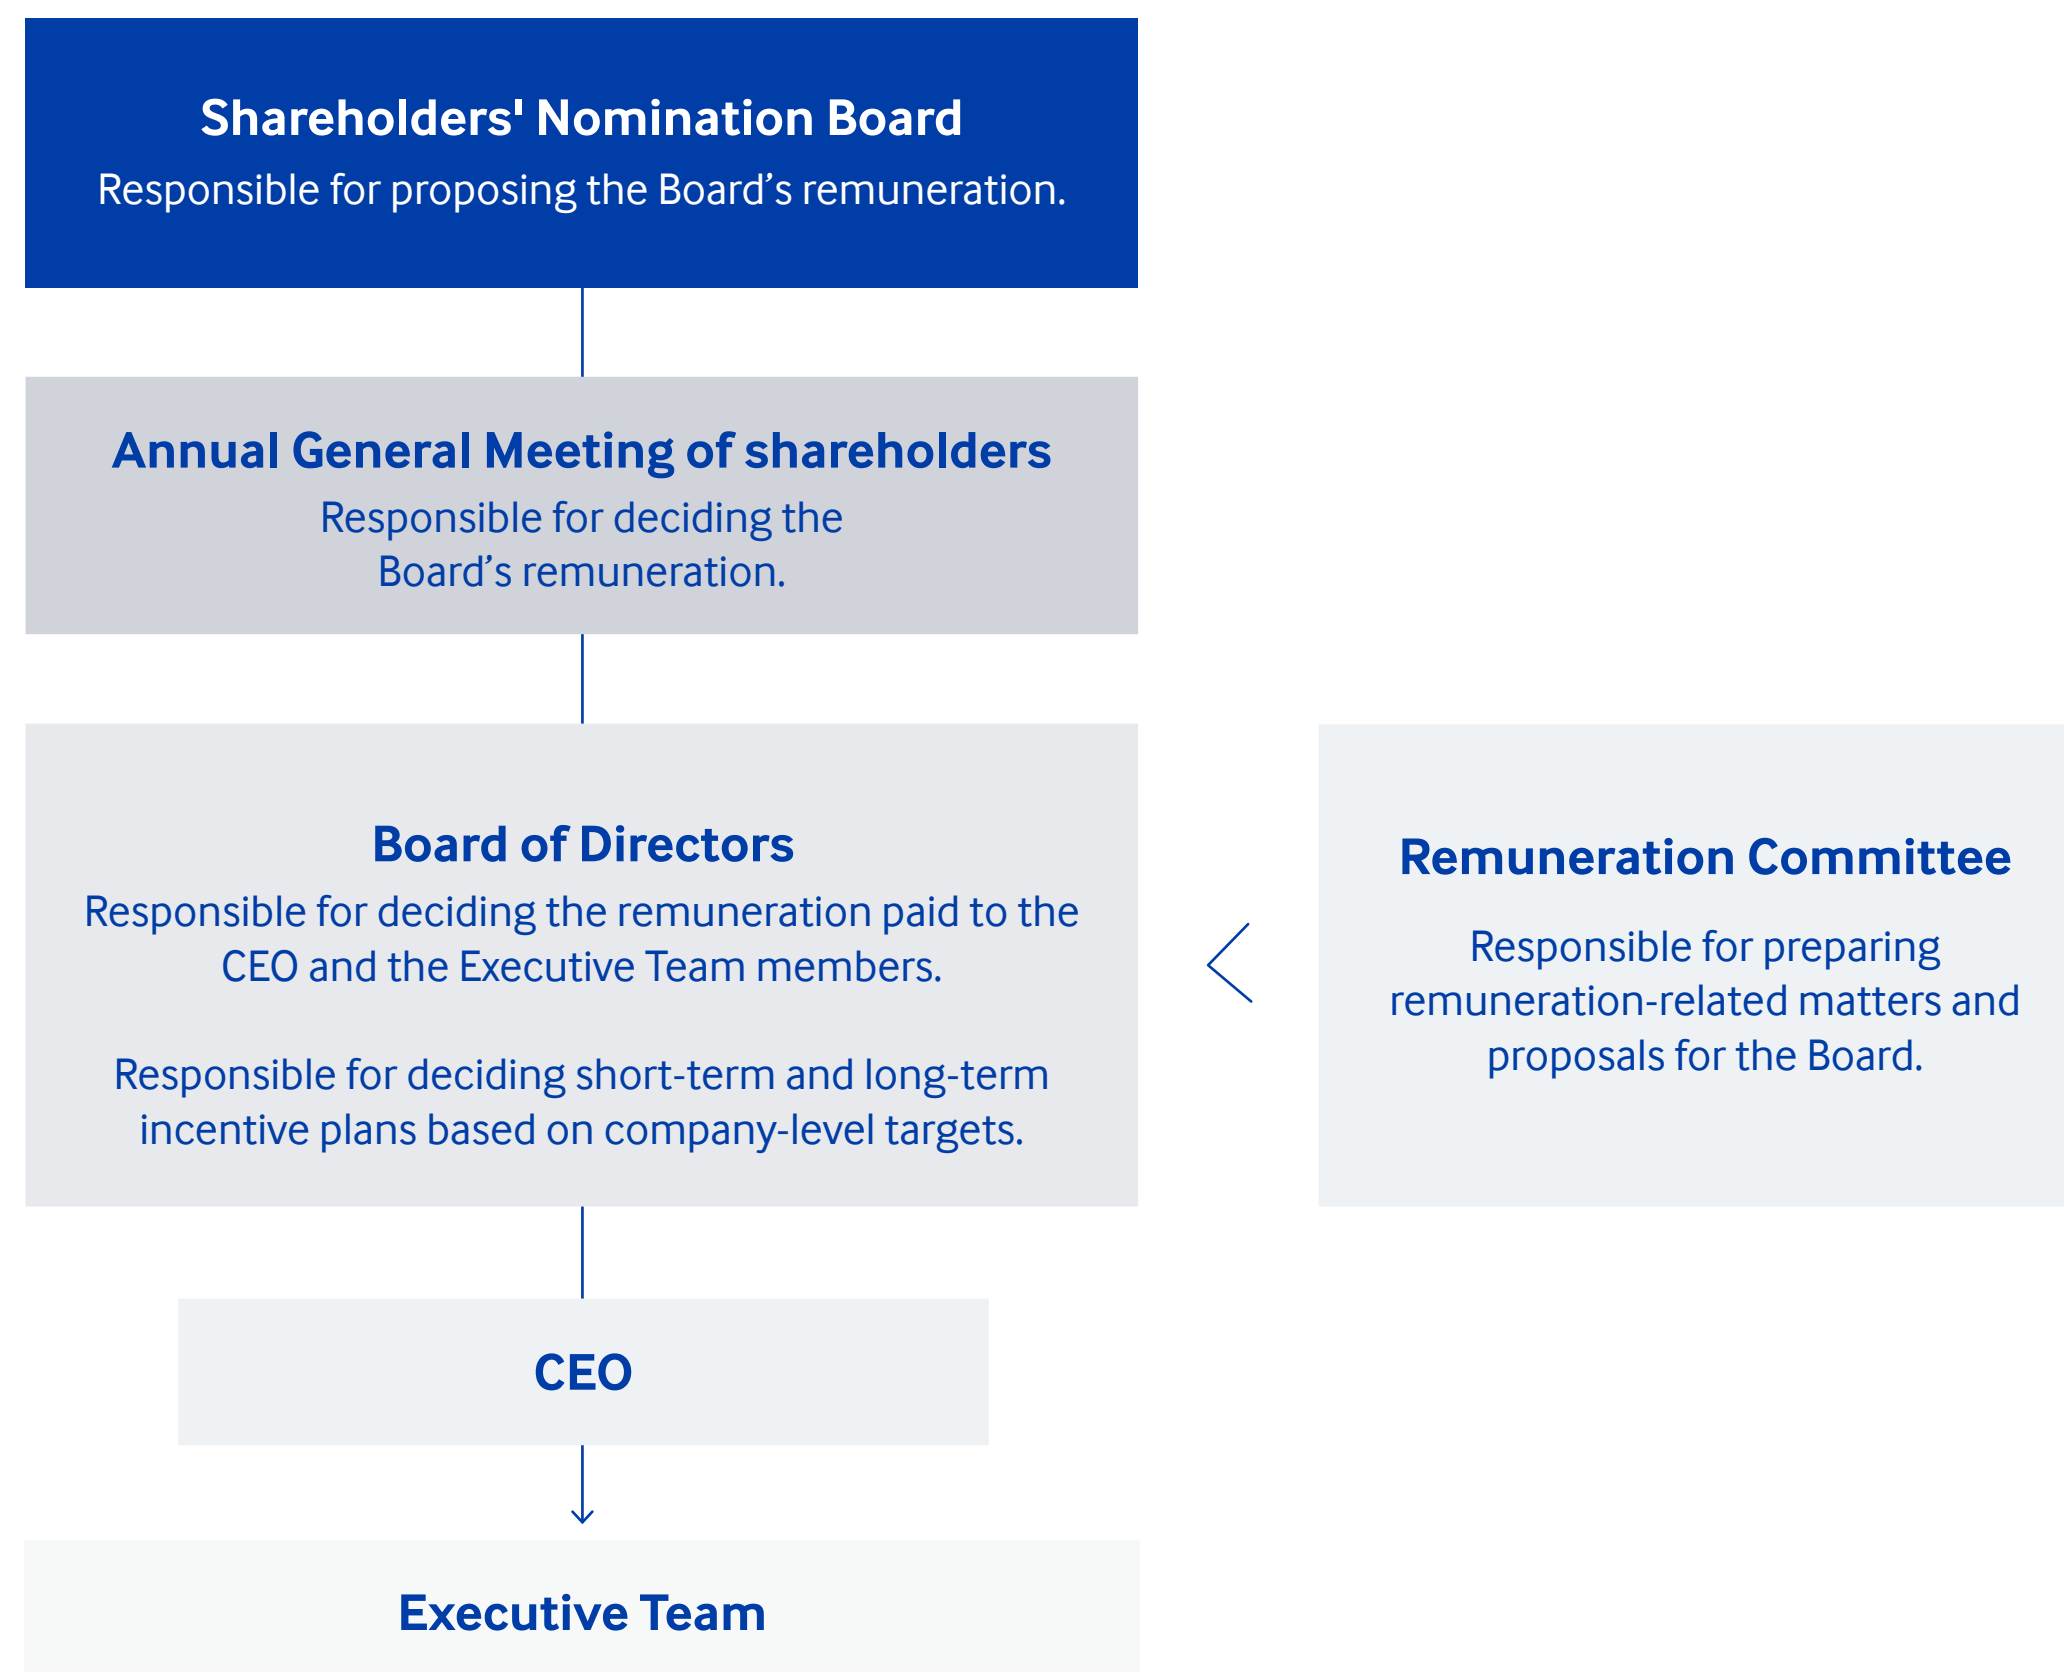 Shareholders' Nomination Board
Responsible for proposing the Board’s remuneration.
Annual General Meeting of shareholders
Responsible for deciding the
Board’s remuneration.
Board of Directors
Responsible for deciding the remuneration paid to the
CEO and the Executive Team members.
Responsible for deciding short-term and long-term
incentive plans based on company-level targets.
Remuneration Committee
Responsible for preparing
remuneration-related matters and
proposals for the Board.
CEO
Executive Team